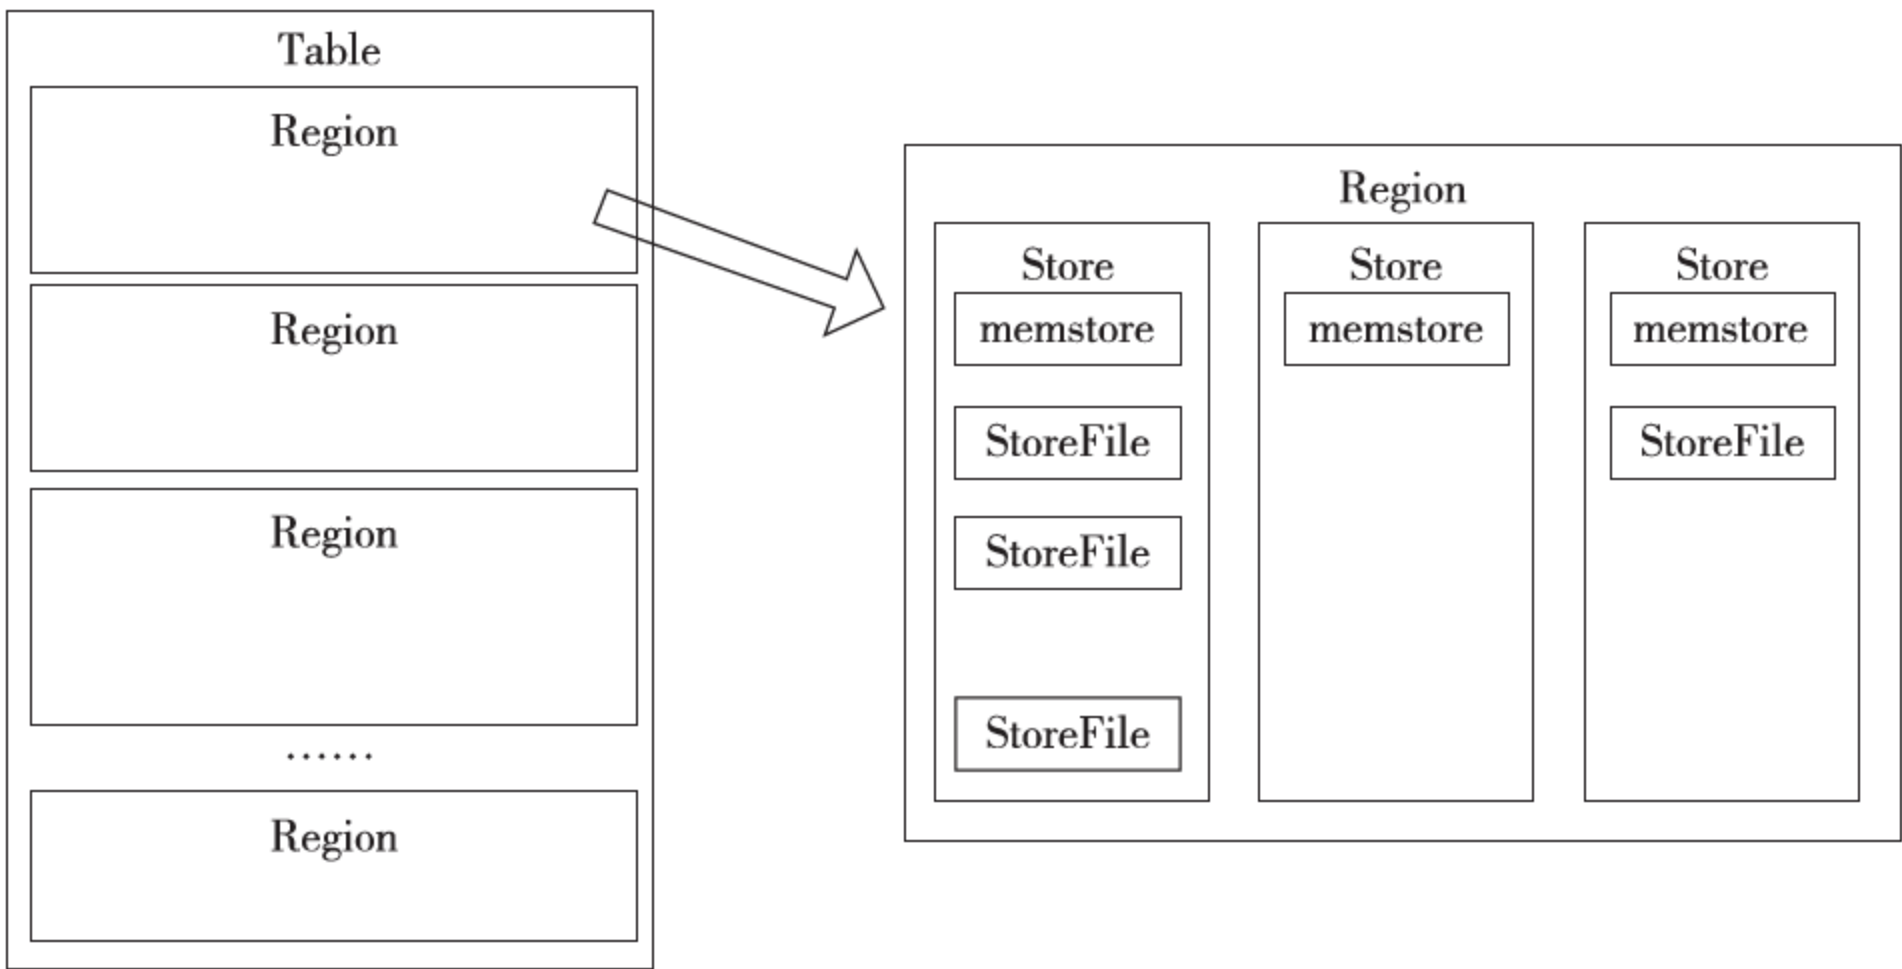 Table
Region
Region
Region
······
Region
Region
Store
memstore
StoreFile
StoreFile
StoreFile
Store
memstore
Store
memstore
StoreFile